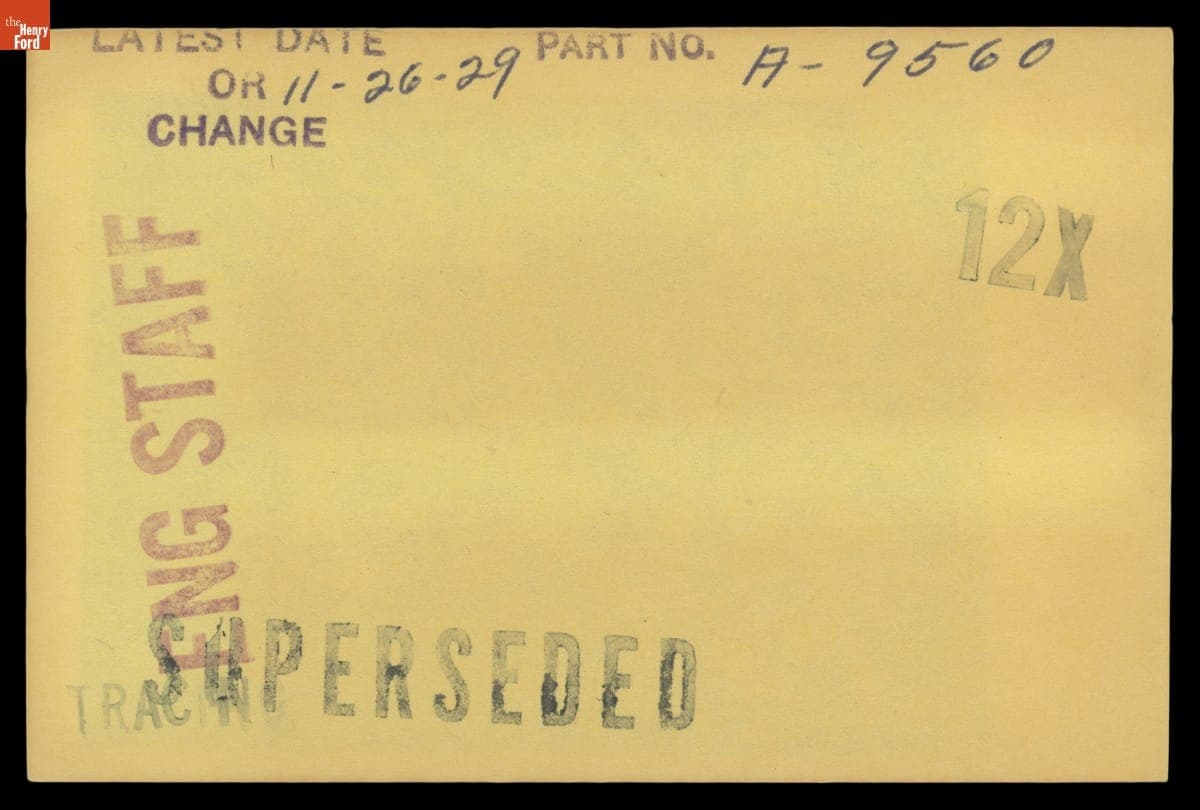 the
Henry
Ford
LATEST DATE PART NO. A-9560
OR 11-26-29
CHANGE
12X
ENG STAFF
SUPERSEDED
TRACING